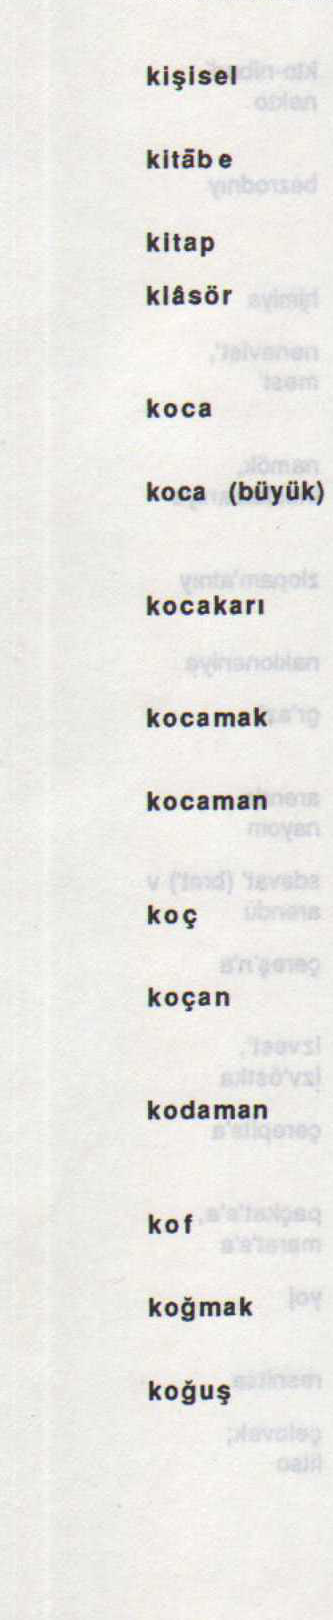 kişisel
kitābe
kitap
klâsör
koca
koca (büyük)
kocakarı
kocamak
kocaman
koç
koçan
kodaman
kof
koğmak
koğuş